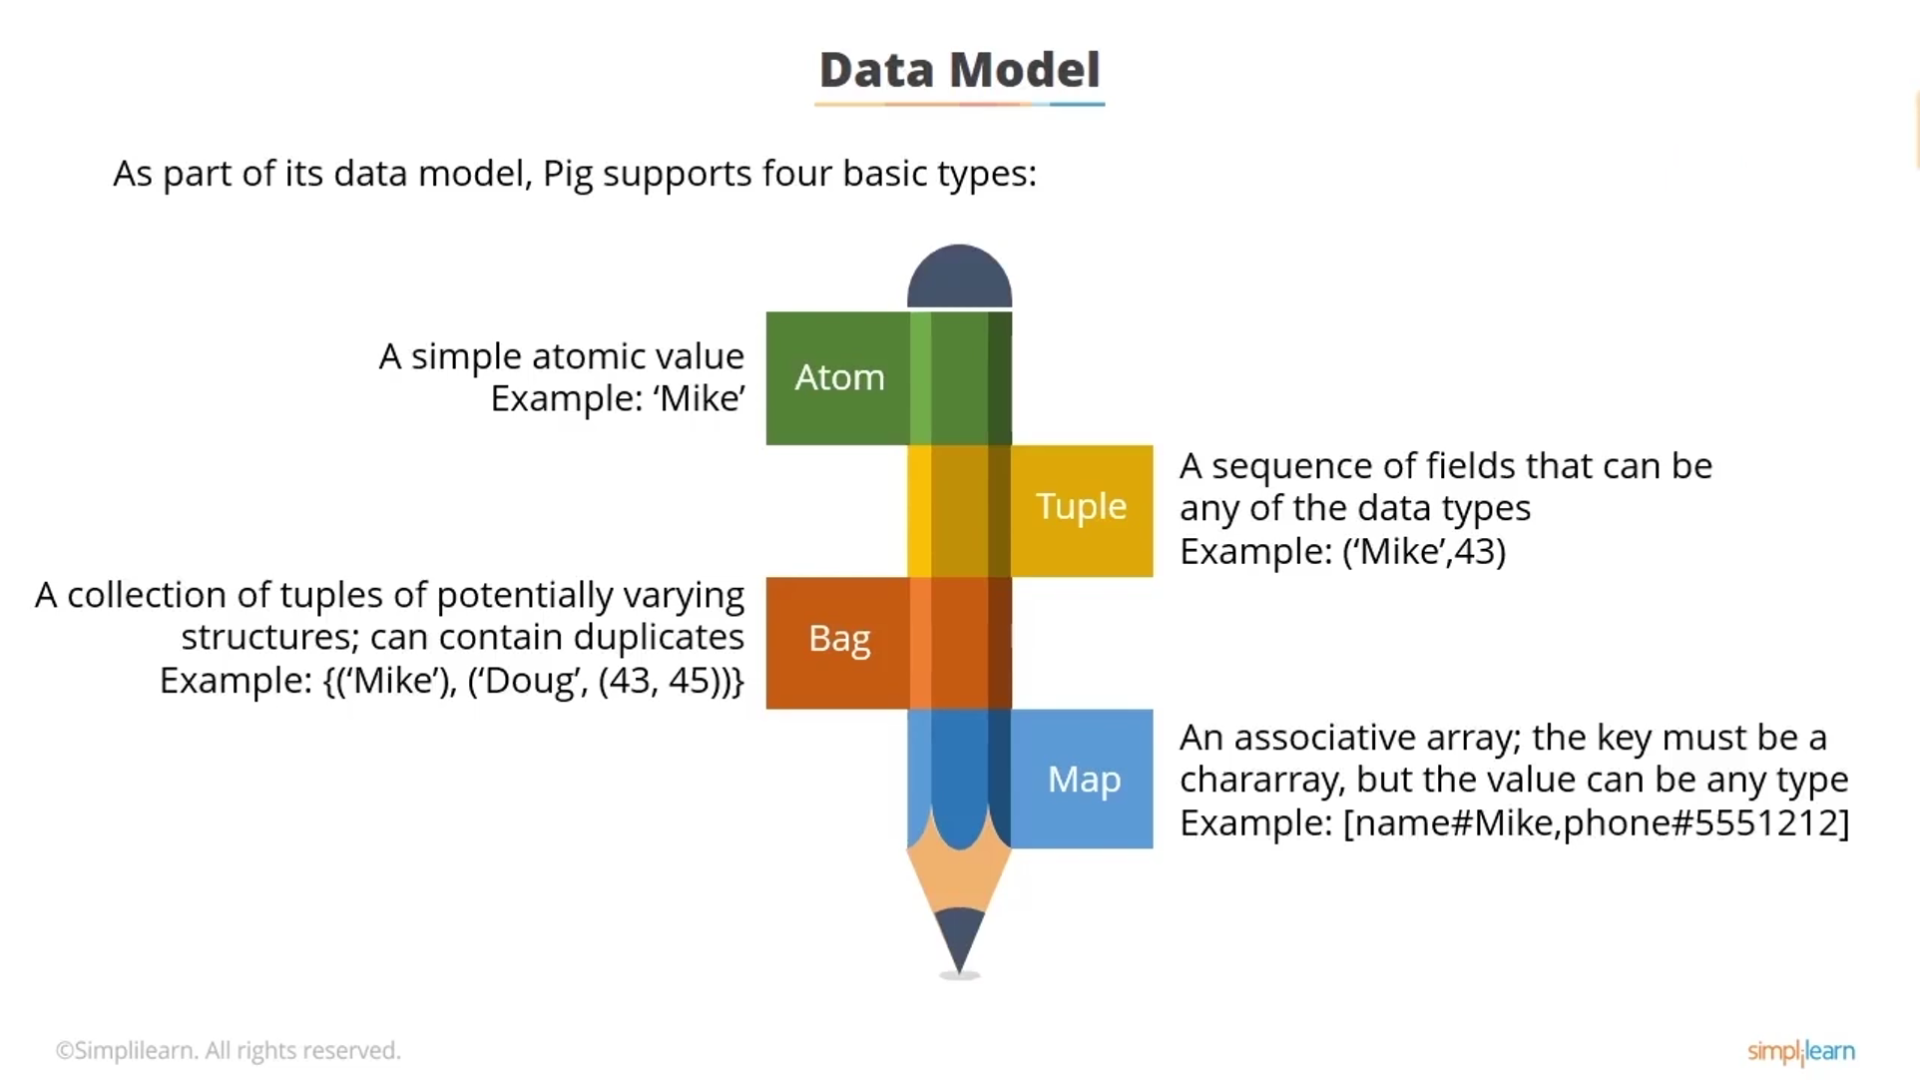 Data Model
As part of its data model, Pig supports four basic types:
A simple atomic value
Example: ‘Mike’
Atom
Tuple
A sequence of fields that can be
any of the data types
Example: (‘Mike’,43)
A collection of tuples of potentially varying
structures; can contain duplicates
Example: {(‘Mike’), (‘Doug’, (43, 45))}
Bag
Map
An associative array; the key must be a
chararray, but the value can be any type
Example: [name#Mike,phone#5551212]
©Simplilearn. All rights reserved.
simplilearn